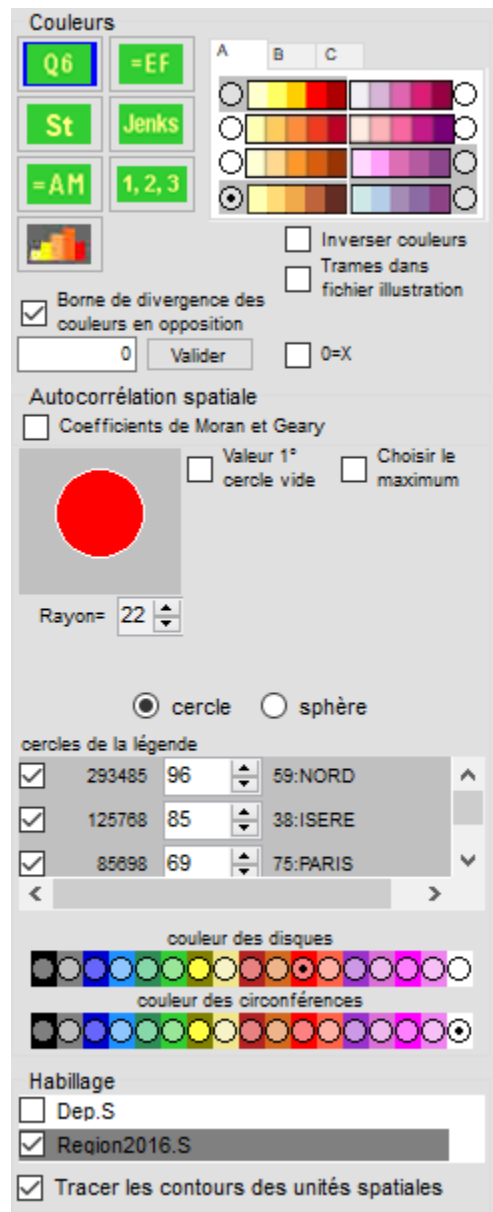 Couleurs
Q6 =EF
St Jenks
=AM 1,2,3
A B C
Inverser couleurs
Trames dans
fichier illustration
Borne de divergence des
couleurs en opposition
0 Valider 0=X
Autocorrélation spatiale
Coefficients de Moran et Geary
Valeur 1°
cercle vide
Choisir le
maximum
Rayon= 22
cercle sphère
cercles de la légende
293485 96 59:NORD
125768 85 38:ISERE
85698 69 75:PARIS
couleur des disques
couleur des circonférences
Habillage
Dep.S
Region2016.S
Tracer les contours des unités spatiales